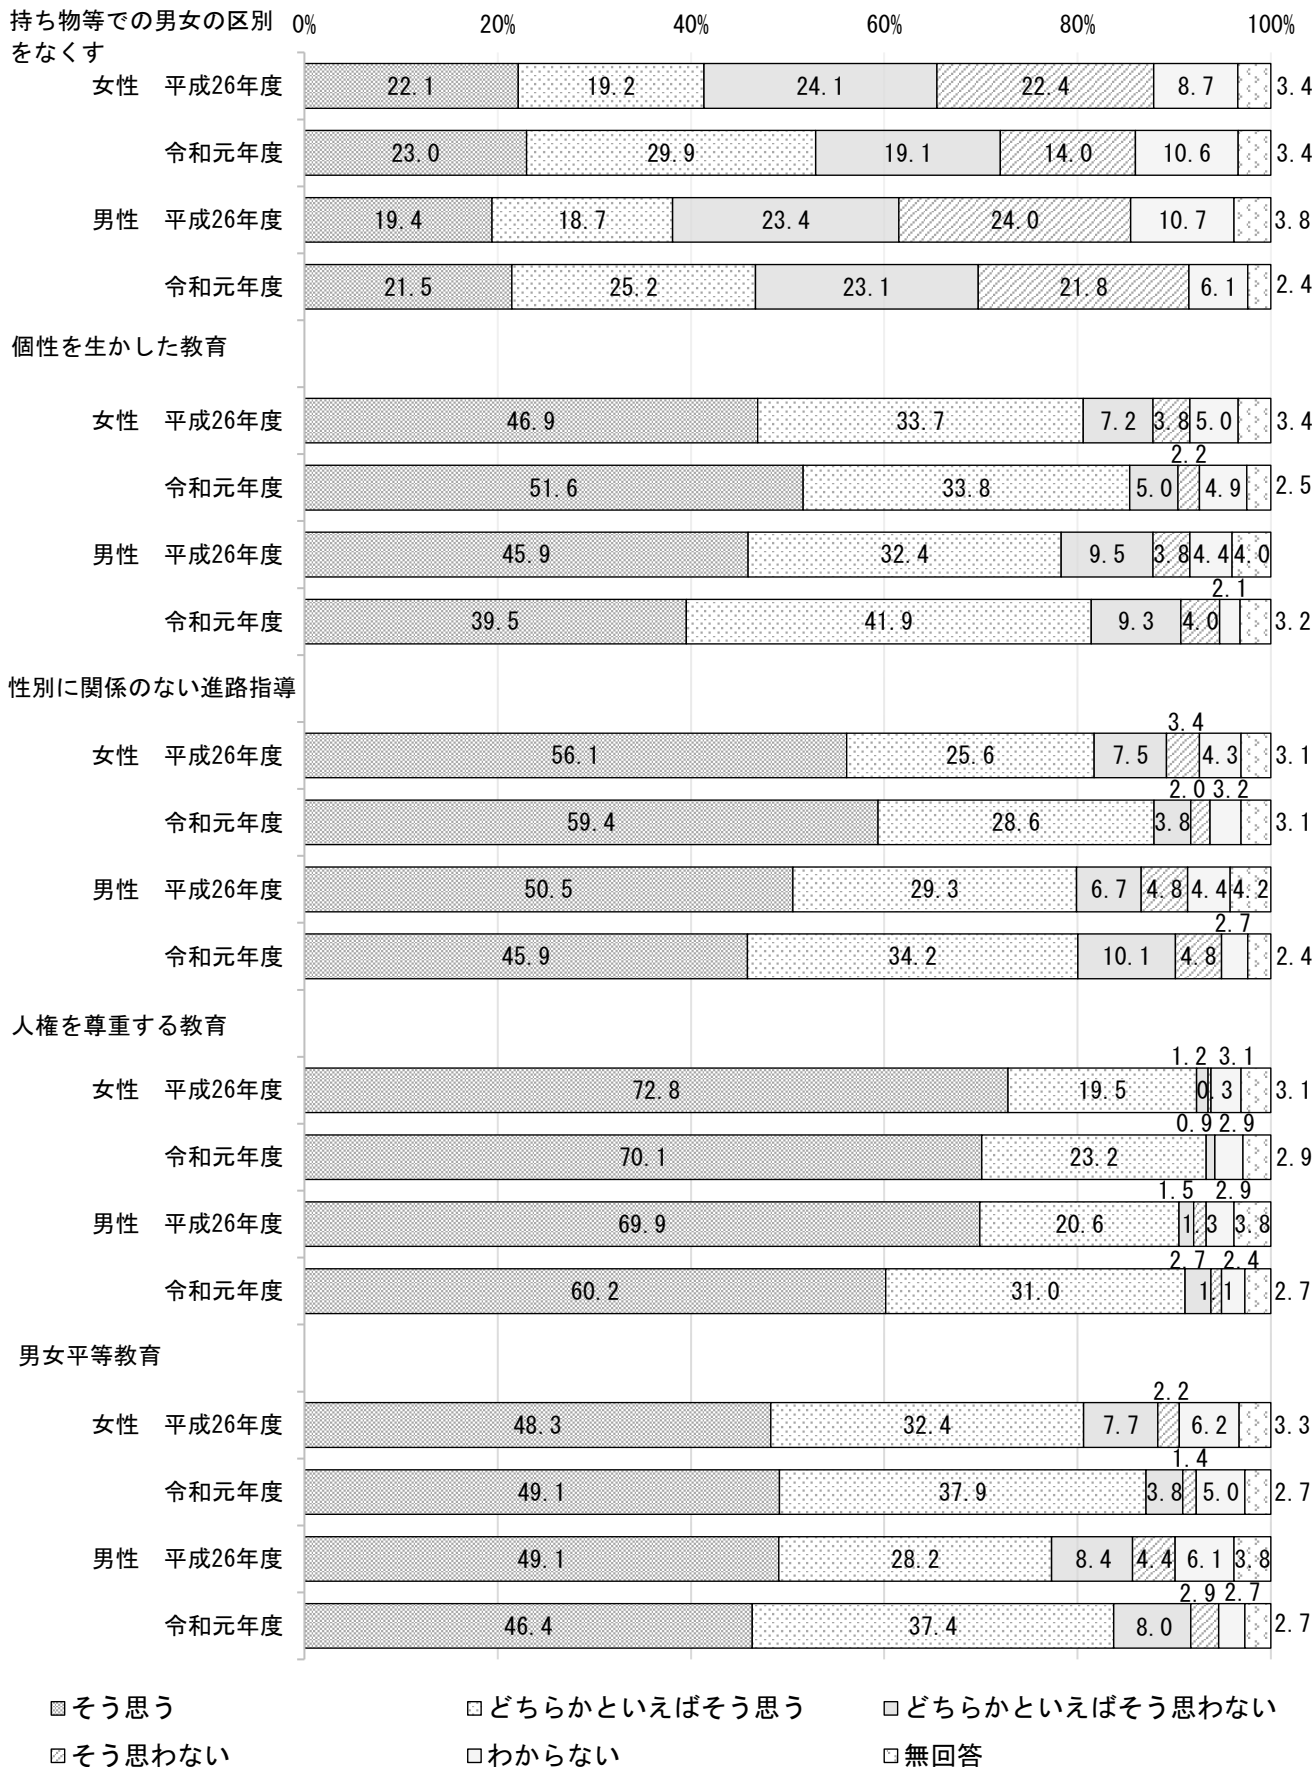 持ち物等での男女の区別
をなくす
0% 20% 40% 60% 80% 100%
女性 平成26年度 22.1 19.2 24.1 22.4 8.7 3.4
令和元年度 23.0 29.9 19.1 14.0 10.6 3.4
男性 平成26年度 19.4 18.7 23.4 24.0 10.7 3.8
令和元年度 21.5 25.2 23.1 21.8 6.1 2.4
個性を生かした教育
女性 平成26年度 46.9 33.7 7.2 3.8 5.0 3.4
令和元年度 51.6 33.8 5.0 2.2 4.9 2.5
男性 平成26年度 45.9 32.4 9.5 3.8 4.4 4.0
令和元年度 39.5 41.9 9.3 4.0 2.1 3.2
性別に関係のない進路指導
女性 平成26年度 56.1 25.6 7.5 3.4 4.3 3.1
令和元年度 59.4 28.6 3.8 2.0 3.2 3.1
男性 平成26年度 50.5 29.3 6.7 4.8 4.4 4.2
令和元年度 45.9 34.2 10.1 4.8 2.7 2.4
人権を尊重する教育
女性 平成26年度 72.8 19.5 1.2 0.3 3.1 3.1
令和元年度 70.1 23.2 0.9 2.9 2.9
男性 平成26年度 69.9 20.6 1.5 1.3 2.9 3.8
令和元年度 60.2 31.0 2.7 1.1 2.4 2.7
男女平等教育
女性 平成26年度 48.3 32.4 7.7 2.2 6.2 3.3
令和元年度 49.1 37.9 3.8 1.4 5.0 2.7
男性 平成26年度 49.1 28.2 8.4 4.4 6.1 3.8
令和元年度 46.4 37.4 8.0 2.9 2.7 2.7
そう思う どちらかといえばそう思う どちらかといえばそう思わない
そう思わない わからない 無回答